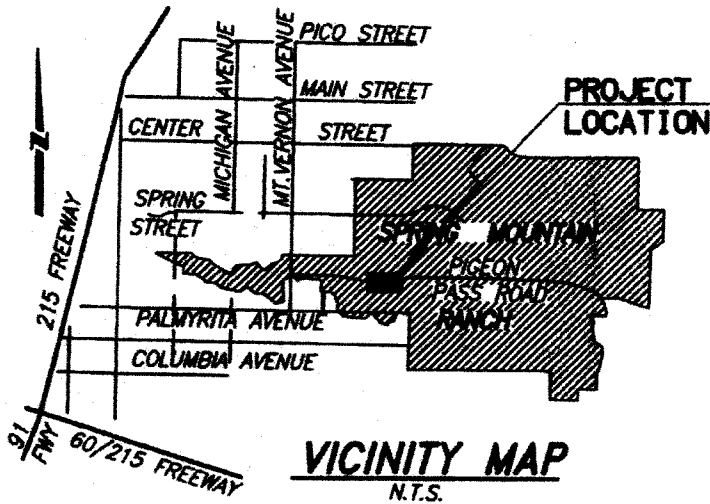 PICO STREET
MICHIGAN AVENUE
MT.VERNON AVENUE
MAIN STREET
PROJECT
LOCATION
CENTER STREET
N
SPRING
STREET
SPRING MOUNTAIN
PIGEON
PASS ROAD
RANCH
215 FREEWAY
PALMYRITA AVENUE
COLUMBIA AVENUE
91
FWY
60/215 FREEWAY
VICINITY MAP
N.T.S.